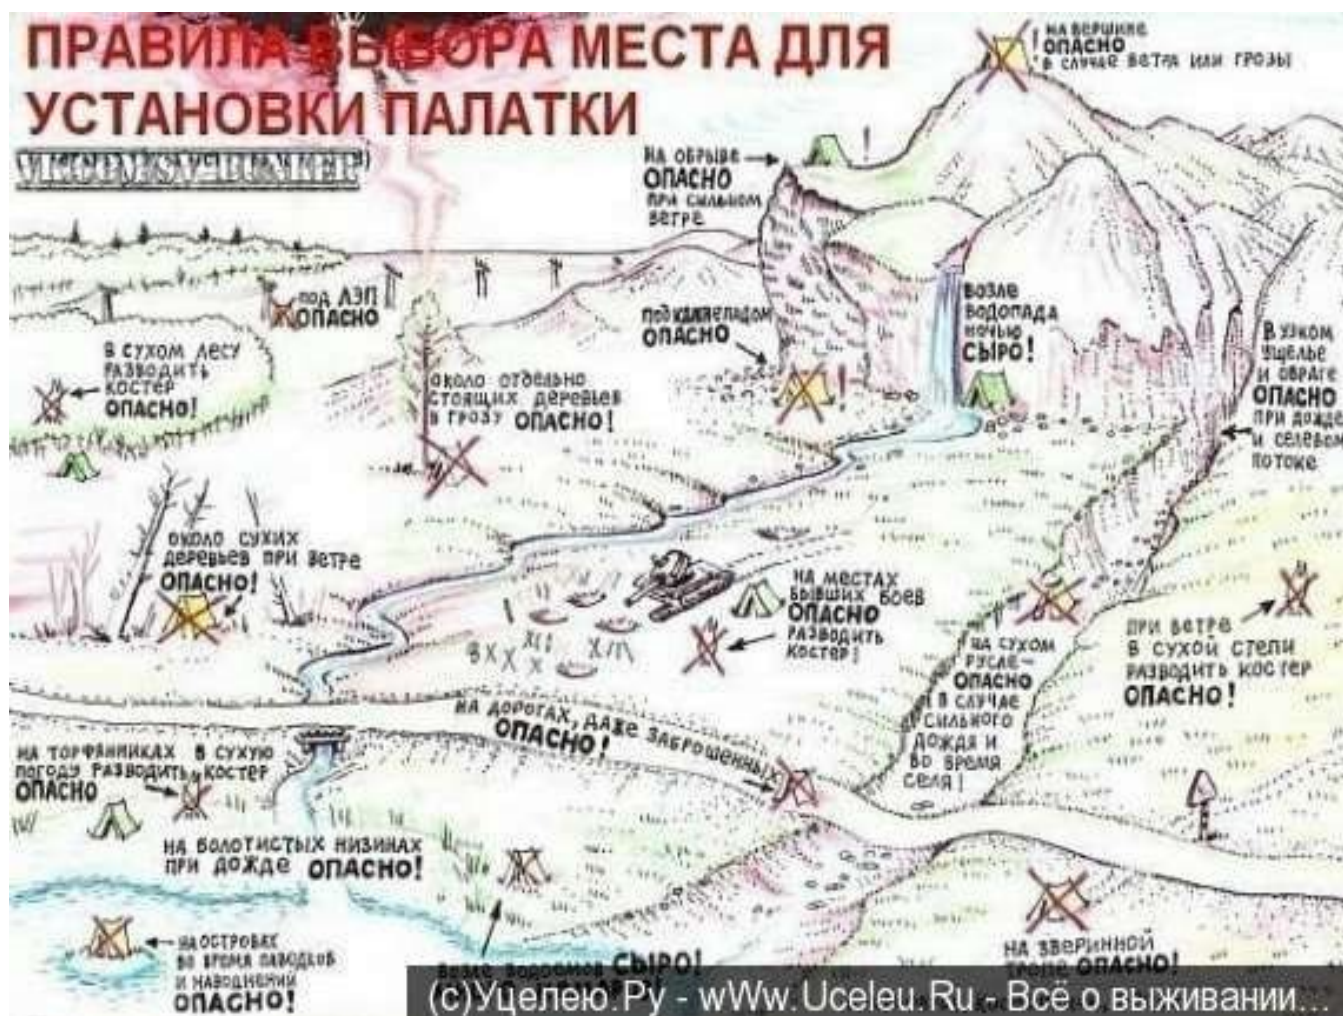 ПРАВИЛА ВЫБОРА МЕСТА ДЛЯ
УСТАНОВКИ ПАЛАТКИ
НА ВЕРШИНЕ
ОПАСНО
В СЛУЧАЕ ВЕТРА ИЛИ ГРОЗЫ
!
НА ОБРЫВЕ
ОПАСНО
ПРИ СИЛЬНОМ
ВЕТРЕ
!
ПОД ЛЭП
ОПАСНО
ПОД КАМНЕПАДОМ
ОПАСНО
!
ВОЗЛЕ
ВОДОПАДА
НОЧЬЮ
СЫРО!
В УЗКОМ
УЩЕЛЬЕ
И ОВРАГЕ
ОПАСНО
ПРИ ДОЖДЕ
И СЕЛЕВОМ
ПОТОКЕ
В СУХОМ ЛЕСУ
РАЗВОДИТЬ
КОСТЕР
ОПАСНО!
ОКОЛО ОТДЕЛЬНО
СТОЯЩИХ ДЕРЕВЬЕВ
В ГРОЗУ ОПАСНО!
ОКОЛО СУХИХ
ДЕРЕВЬЕВ ПРИ ВЕТРЕ
ОПАСНО!
НА МЕСТАХ
БЫВШИХ БОЕВ
ОПАСНО
РАЗВОДИТЬ
КОСТЕР!
ПРИ ВЕТРЕ
В СУХОЙ СТЕПИ
РАЗВОДИТЬ КОСТЕР
ОПАСНО!
НА СУХОМ
РУСЛЕ-
ОПАСНО
В СЛУЧАЕ
СИЛЬНОГО
ДОЖДЯ И
ВО ВРЕМЯ
СЕЛЯ!
НА ДОРОГАХ, ДАЖЕ ЗАБРОШЕННЫХ
ОПАСНО!
НА ТОРФЯННИКАХ В СУХУЮ
ПОГОДУ РАЗВОДИТЬ КОСТЕР
ОПАСНО
НА БОЛОТИСТЫХ НИЗИНАХ
ПРИ ДОЖДЕ ОПАСНО!
НА ОСТРОВАХ
ВО ВРЕМЯ ПАВОДКОВ
И НАВОДНЕНИЙ
ОПАСНО!
ВОЗЛЕ ВОДОЕМОВ СЫРО!
НА ЗВЕРИННОЙ
ТРОПЕ ОПАСНО!
(c)Уцелею.Ру - wWw.Uceleu.Ru - Всё о выживании...